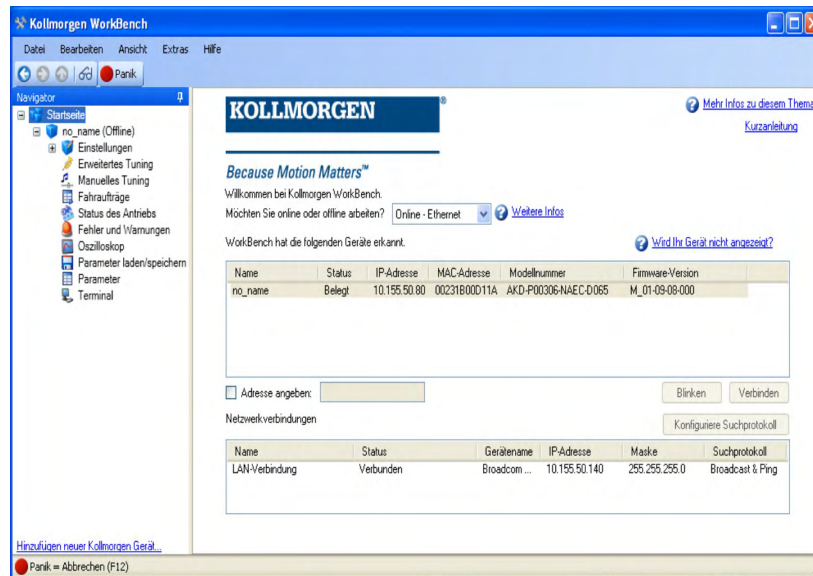 Kollmorgen WorkBench
Datei Bearbeiten Ansicht Extras Hilfe
Panik
Navigator
Startseite
no_name (Offline)
Einstellungen
Erweitertes Tuning
Manuelles Tuning
Fahraufträge
Status des Antriebs
Fehler und Warnungen
Oszilloskop
Parameter laden/speichern
Parameter
Terminal
Hinzufügen neuer Kollmorgen Gerät...
KOLLMORGEN®
Mehr Infos zu diesem Thema
Kurzanleitung
Because Motion Matters™
Willkommen bei Kollmorgen WorkBench.
Möchten Sie online oder offline arbeiten? Online - Ethernet Weitere Infos
WorkBench hat die folgenden Geräte erkannt. Wird Ihr Gerät nicht angezeigt?
Name Status IP-Adresse MAC-Adresse Modellnummer Firmware-Version
no_name Belegt 10.155.50.80 00231B00D11A AKD-P00306-NAEC-D065 M_01-09-08-000
Adresse angeben: Blinken Verbinden
Netzwerkverbindungen Konfiguriere Suchprotokoll
Name Status Gerätename IP-Adresse Maske Suchprotokoll
LAN-Verbindung Verbunden Broadcom ... 10.155.50.140 255.255.255.0 Broadcast & Ping
Panik = Abbrechen (F12)